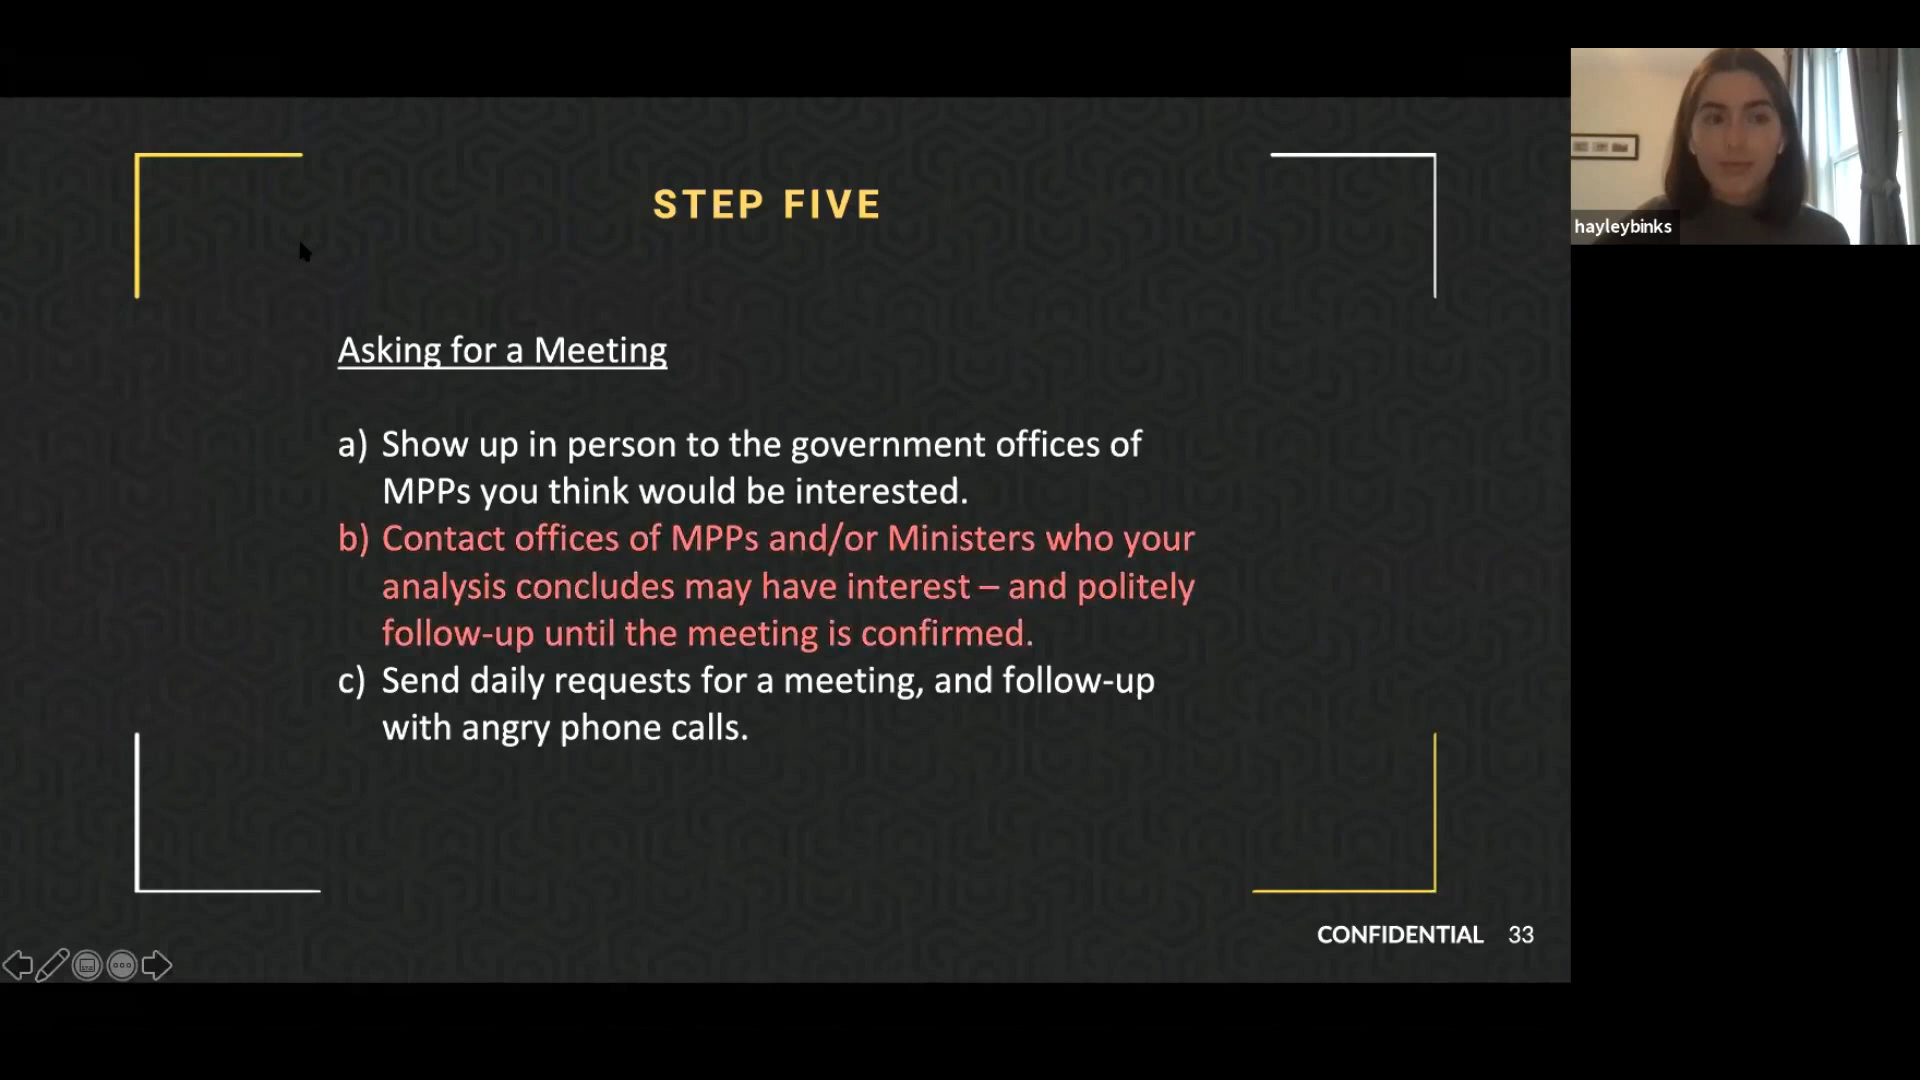 STEP FIVE
hayleybinks
Asking for a Meeting
a) Show up in person to the government offices of
MPPs you think would be interested.
b) Contact offices of MPPs and/or Ministers who your
analysis concludes may have interest – and politely
follow-up until the meeting is confirmed.
c) Send daily requests for a meeting, and follow-up
with angry phone calls.
CONFIDENTIAL 33